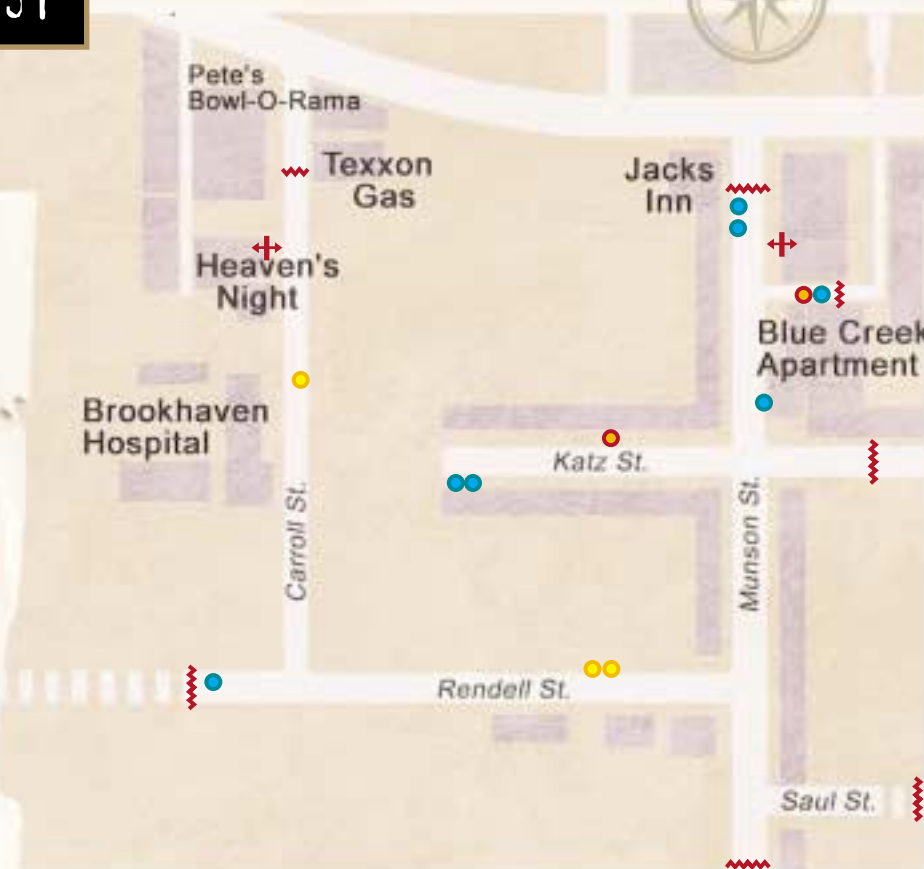 Pete's
Bowl-O-Rama
Texxon
Gas
Jacks
Inn
Heaven's
Night
Blue Creek
Apartment
Brookhaven
Hospital
Katz St.
Carroll St.
Munson St.
Rendell St.
Saul St.